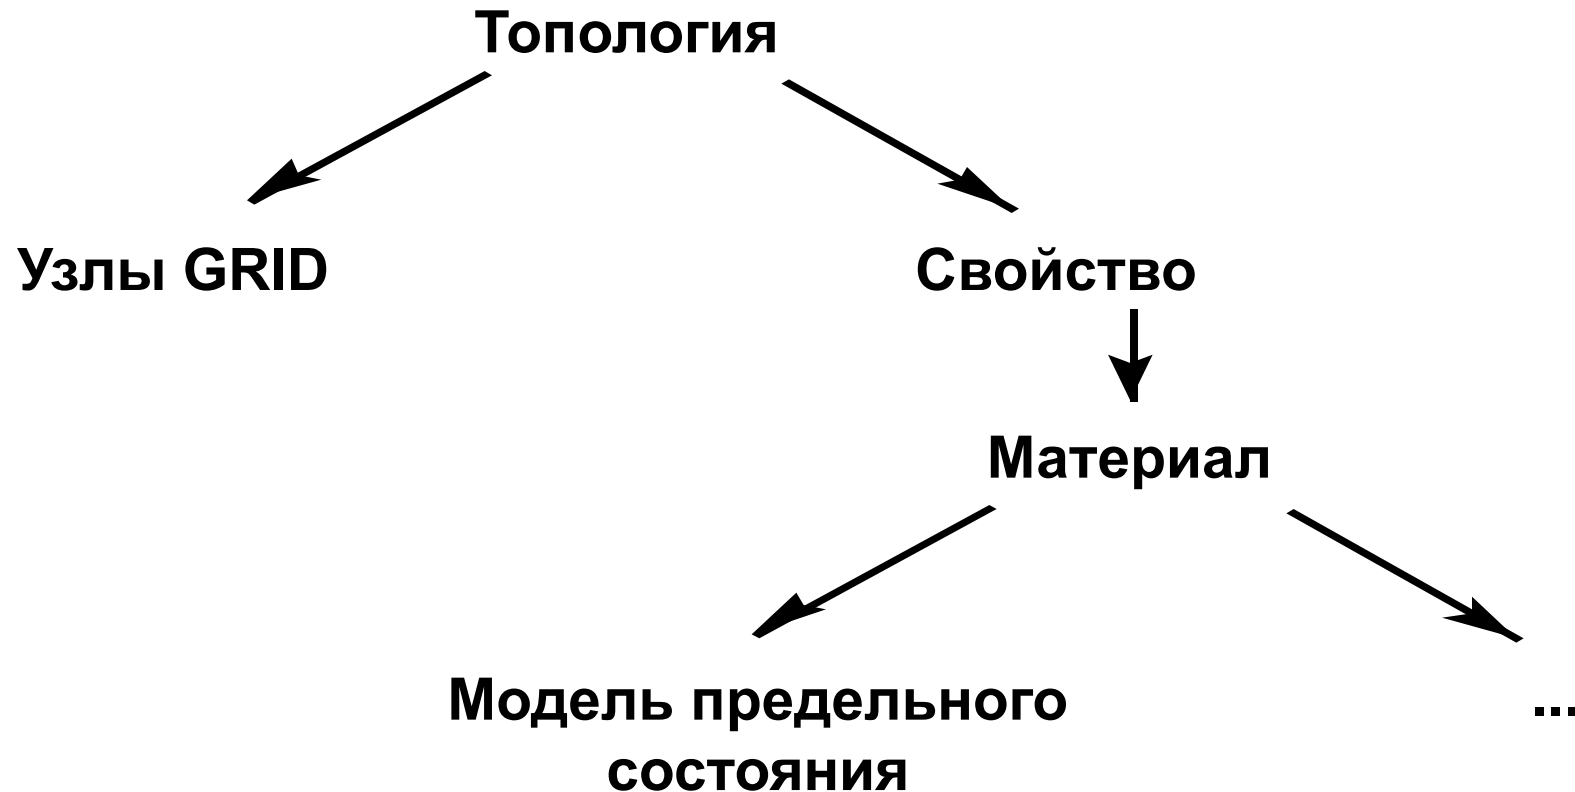 Топология
Узлы GRID
Свойство
Материал
Модель предельного
состояния
...